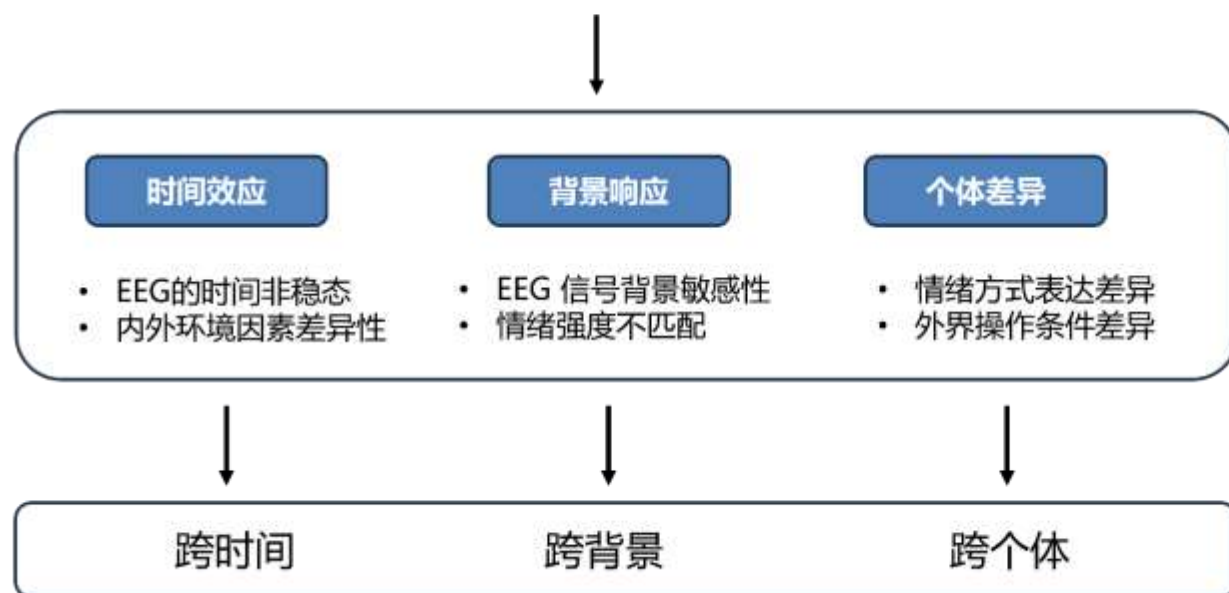 时间效应
背景响应
个体差异
• EEG的时间非稳态
• 内外环境因素差异性
• EEG 信号背景敏感性
• 情绪强度不匹配
• 情绪方式表达差异
• 外界操作条件差异
跨时间
跨背景
跨个体